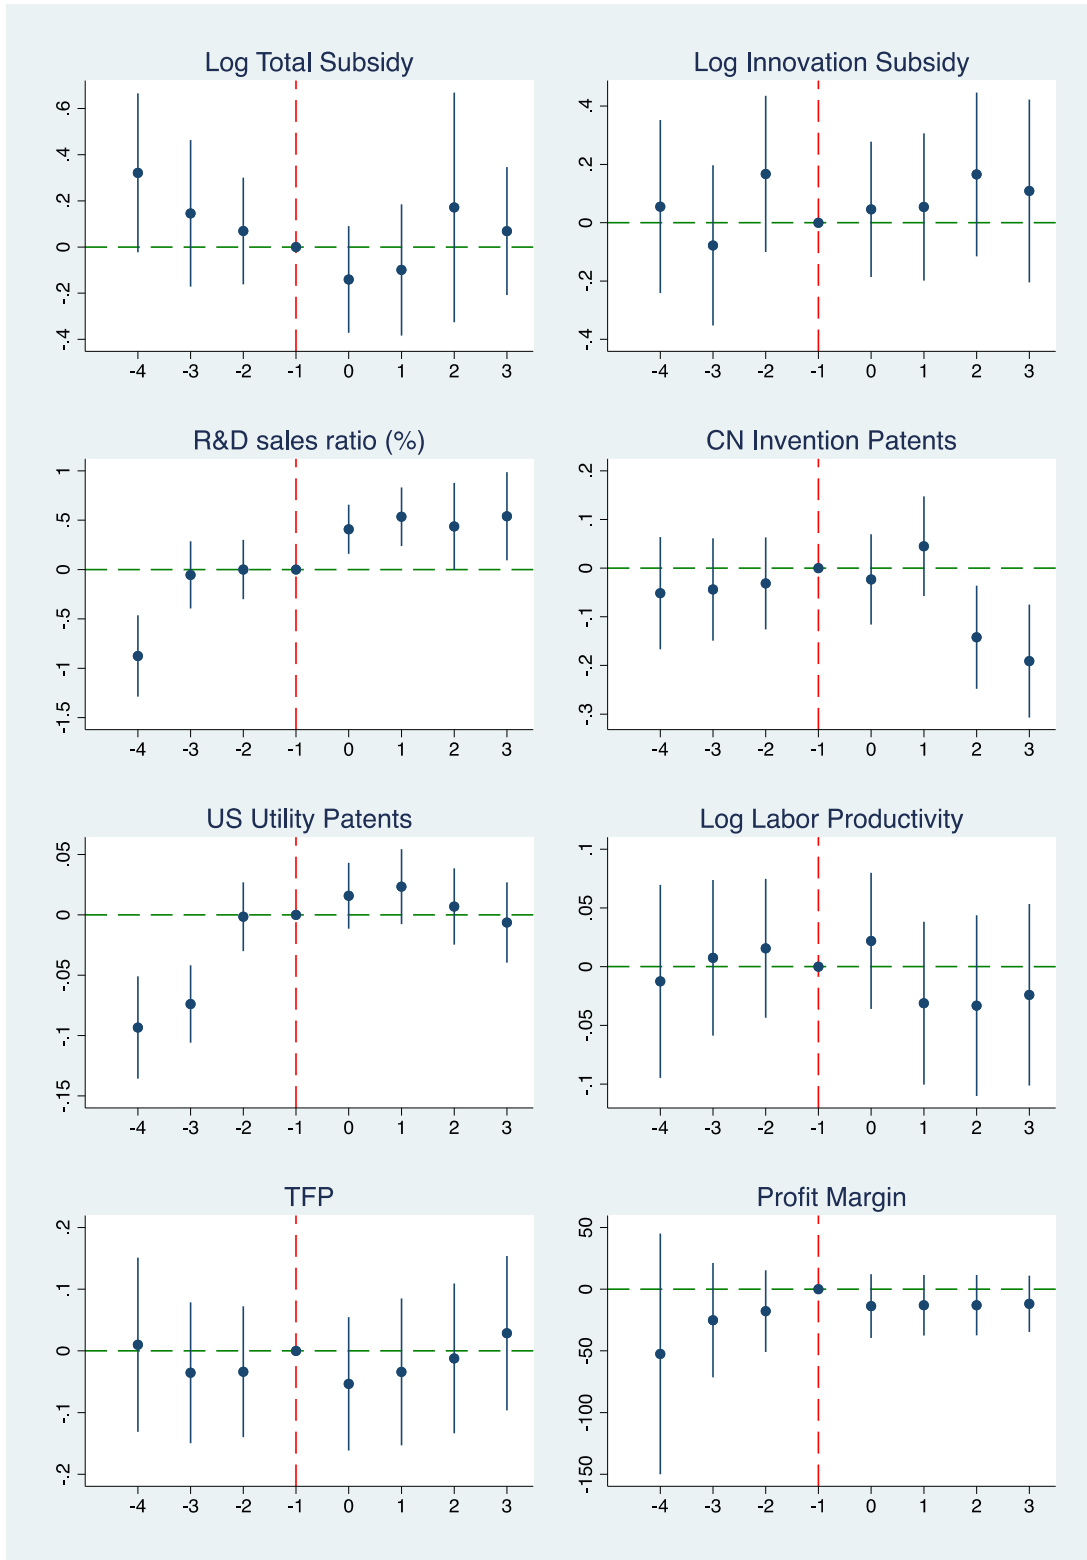 Log Total Subsidy
.6
.4
.2
0
-.2
-.4
-4 -3 -2 -1 0 1 2 3
Log Innovation Subsidy
.4
.2
0
-.2
-.4
-4 -3 -2 -1 0 1 2 3
R&D sales ratio (%)
1
.5
0
-.5
-1
-1.5
-4 -3 -2 -1 0 1 2 3
CN Invention Patents
.2
.1
0
-.1
-.2
-.3
-4 -3 -2 -1 0 1 2 3
US Utility Patents
.05
0
-.05
-.1
-.15
-4 -3 -2 -1 0 1 2 3
Log Labor Productivity
.1
.05
0
-.05
-.1
-4 -3 -2 -1 0 1 2 3
TFP
.2
.1
0
-.1
-.2
-4 -3 -2 -1 0 1 2 3
Profit Margin
50
0
-50
-100
-150
-4 -3 -2 -1 0 1 2 3